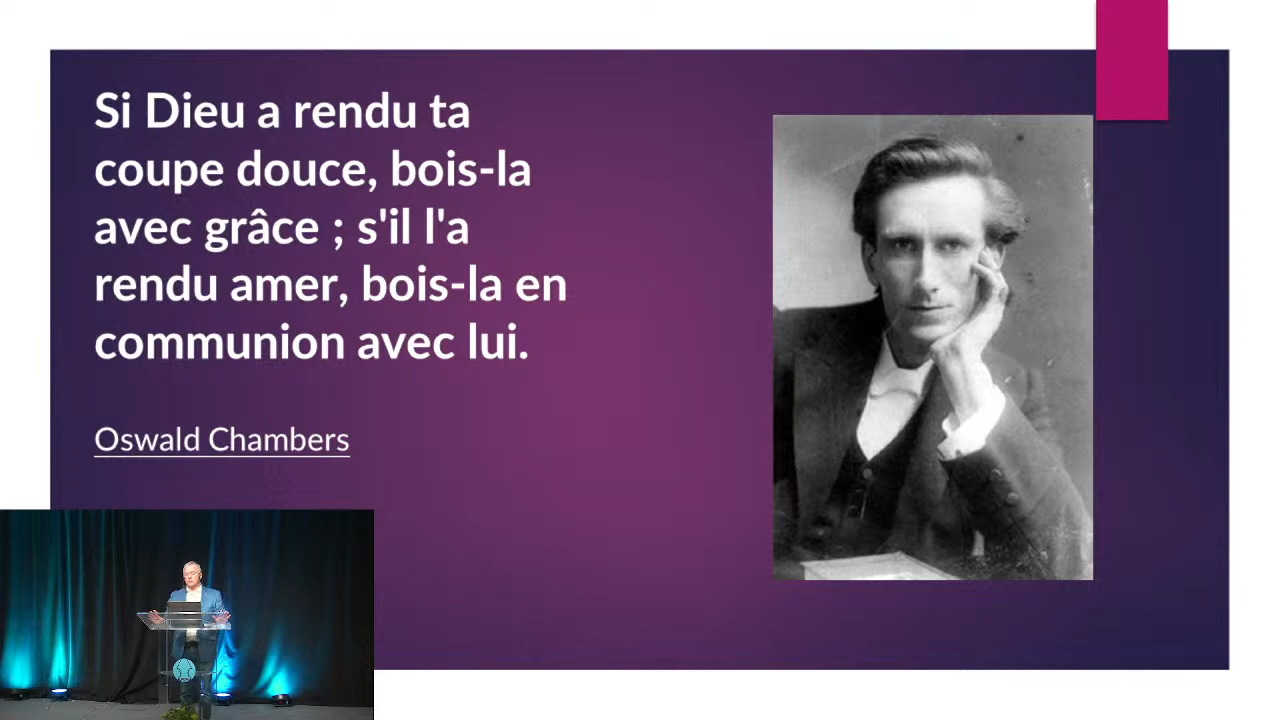 Si Dieu a rendu ta
coupe douce, bois-la
avec grâce ; s'il l'a
rendu amer, bois-la en
communion avec lui.
Oswald Chambers